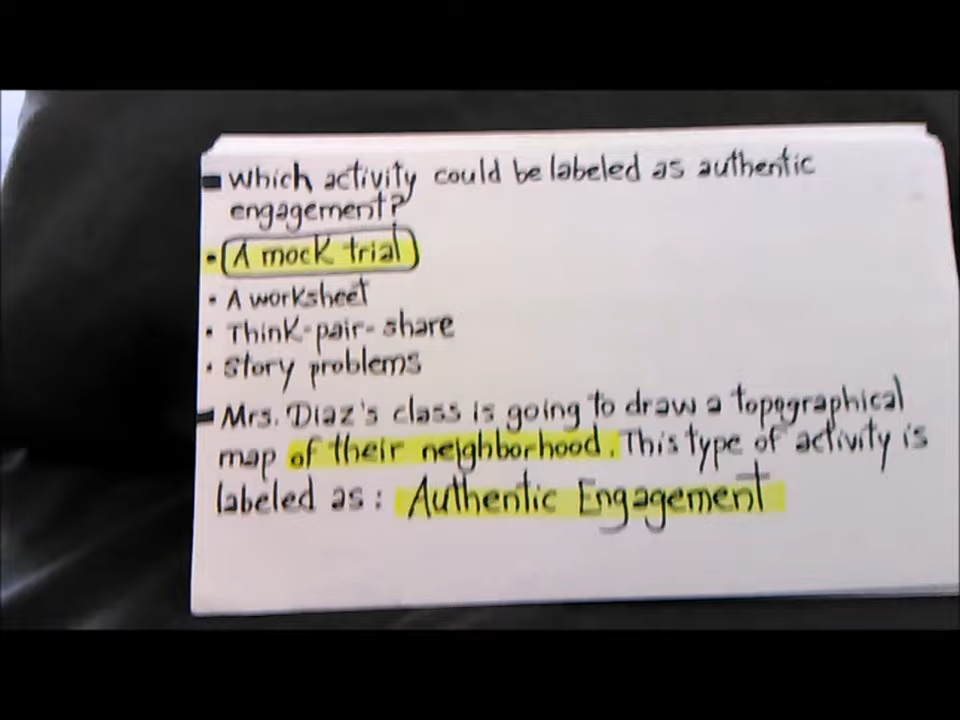 Which activity could be labeled as authentic
engagement?
• A mock trial
• A worksheet
• Think-pair-share
• Story problems
Mrs. Diaz's class is going to draw a topographical
map of their neighborhood. This type of activity is
labeled as: Authentic Engagement